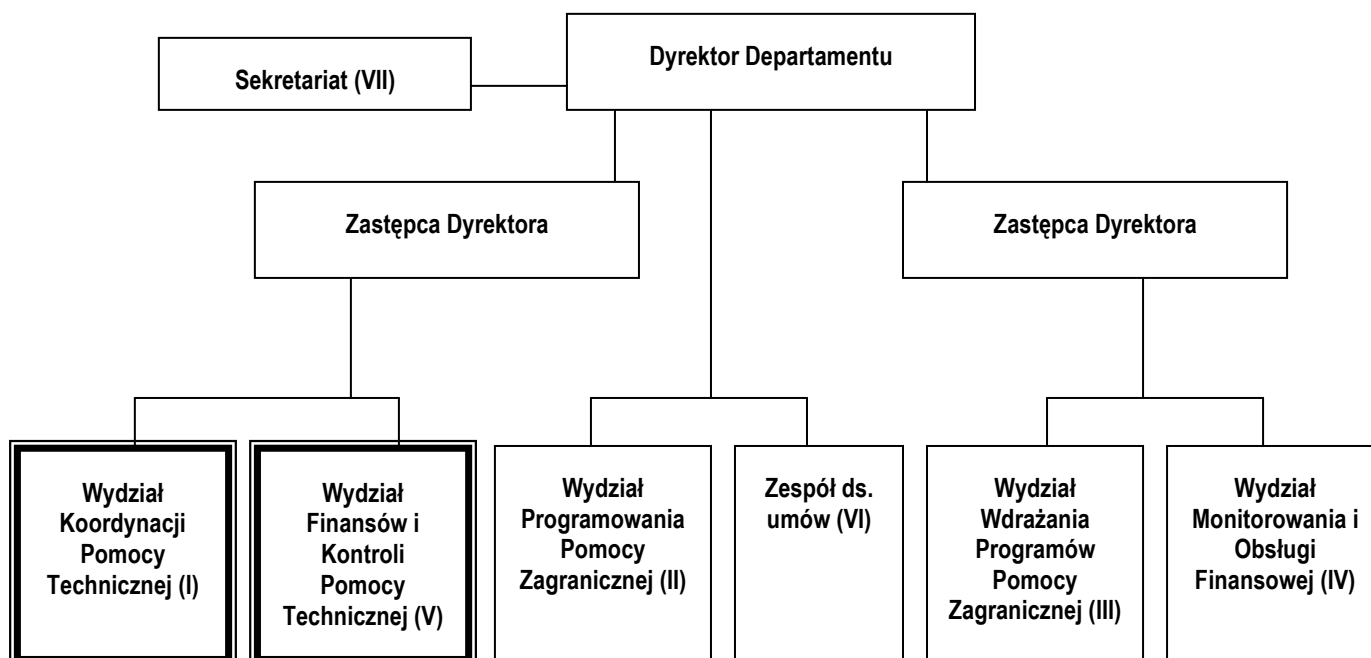 Dyrektor Departamentu
Sekretariat (VII)
Zastępca Dyrektora
Zastępca Dyrektora
Wydział
Koordynacji
Pomocy
Technicznej (I)
Wydział
Finansów i
Kontroli
Pomocy
Technicznej (V)
Wydział
Programowania
Pomocy
Zagranicznej (II)
Zespół ds.
umów (VI)
Wydział
Wdrażania
Programów
Pomocy
Zagranicznej (III)
Wydział
Monitorowania i
Obsługi
Finansowej (IV)